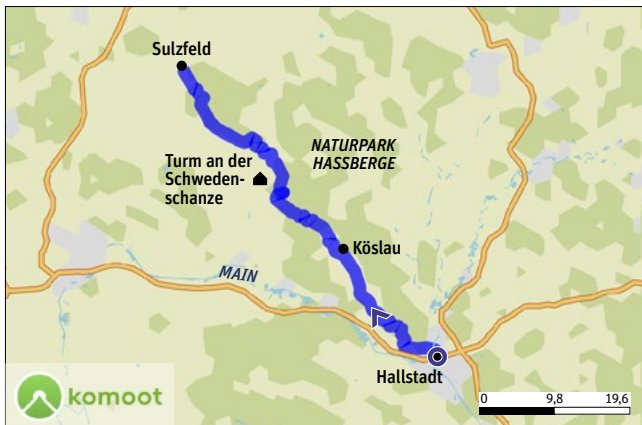 Sulzfeld
NATURPARK
HASSBERGE
Turm an der
Schweden-
schanze
Köslau
MAIN
Hallstadt
komoot
0 9,8 19,6